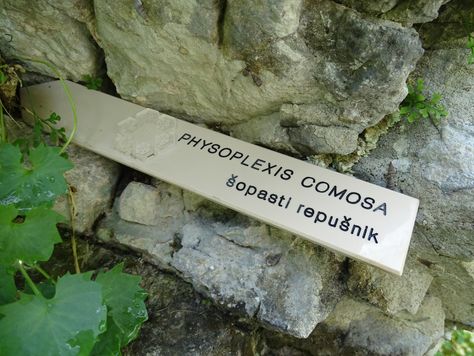 PHYSOPLEXIS COMOSA
šopasti repušnik